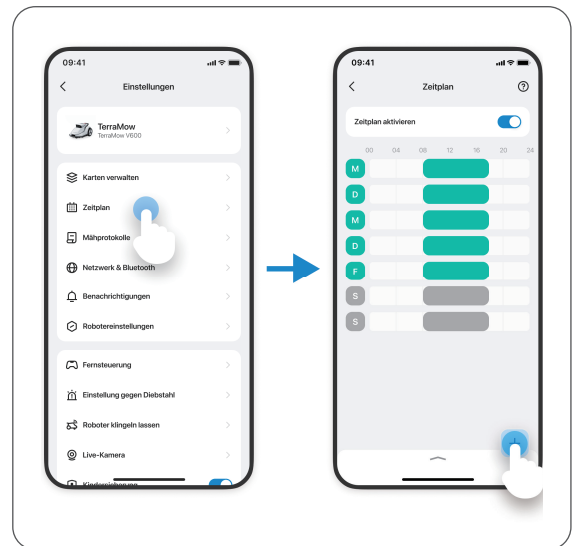 09:41
Einstellungen
TerraMow
TerraMow V600
Karten verwalten
Zeitplan
Mähprotokolle
Netzwerk & Bluetooth
Benachrichtigungen
Robotereinstellungen
Fernsteuerung
Einstellung gegen Diebstahl
Roboter klingeln lassen
Live-Kamera
Kindersicherung
09:41
Zeitplan
Zeitplan aktivieren
00 04 08 12 16 20 24
M
D
M
D
F
S
S